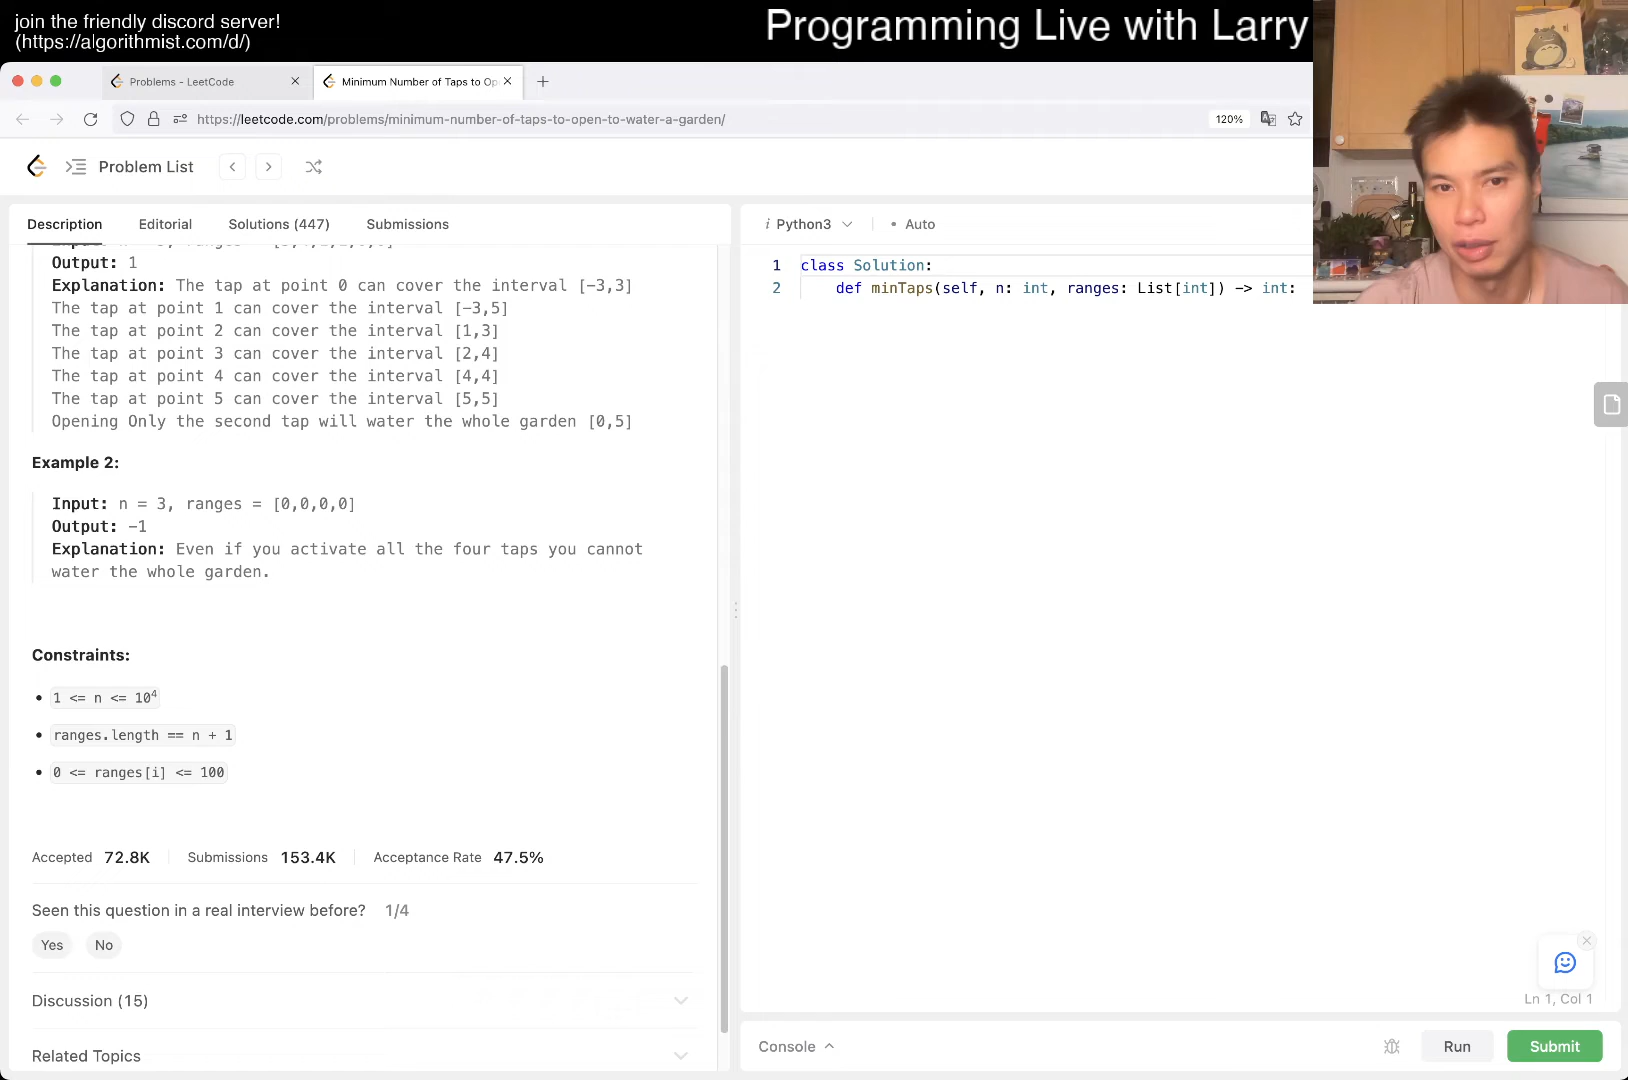 join the friendly discord server!
(https://algorithmist.com/d/)
Programming Live with Larry
Problems - LeetCode
Minimum Number of Taps to Op
https://leetcode.com/problems/minimum-number-of-taps-to-open-to-water-a-garden/
120%
Problem List
Description
Editorial
Solutions (447)
Submissions
Output: 1
Explanation: The tap at point 0 can cover the interval [-3,3]
The tap at point 1 can cover the interval [-3,5]
The tap at point 2 can cover the interval [1,3]
The tap at point 3 can cover the interval [2,4]
The tap at point 4 can cover the interval [4,4]
The tap at point 5 can cover the interval [5,5]
Opening Only the second tap will water the whole garden [0,5]
Example 2:
Input: n = 3, ranges = [0,0,0,0]
Output: -1
Explanation: Even if you activate all the four taps you cannot
water the whole garden.
Constraints:
1 <= n <= 10⁴
ranges.length == n + 1
0 <= ranges[i] <= 100
Accepted 72.8K
Submissions 153.4K
Acceptance Rate 47.5%
Seen this question in a real interview before? 1/4
Yes
No
Discussion (15)
Related Topics
i Python3
• Auto
1 class Solution:
2 def minTaps(self, n: int, ranges: List[int]) -> int:
Ln 1, Col 1
Console
Run
Submit